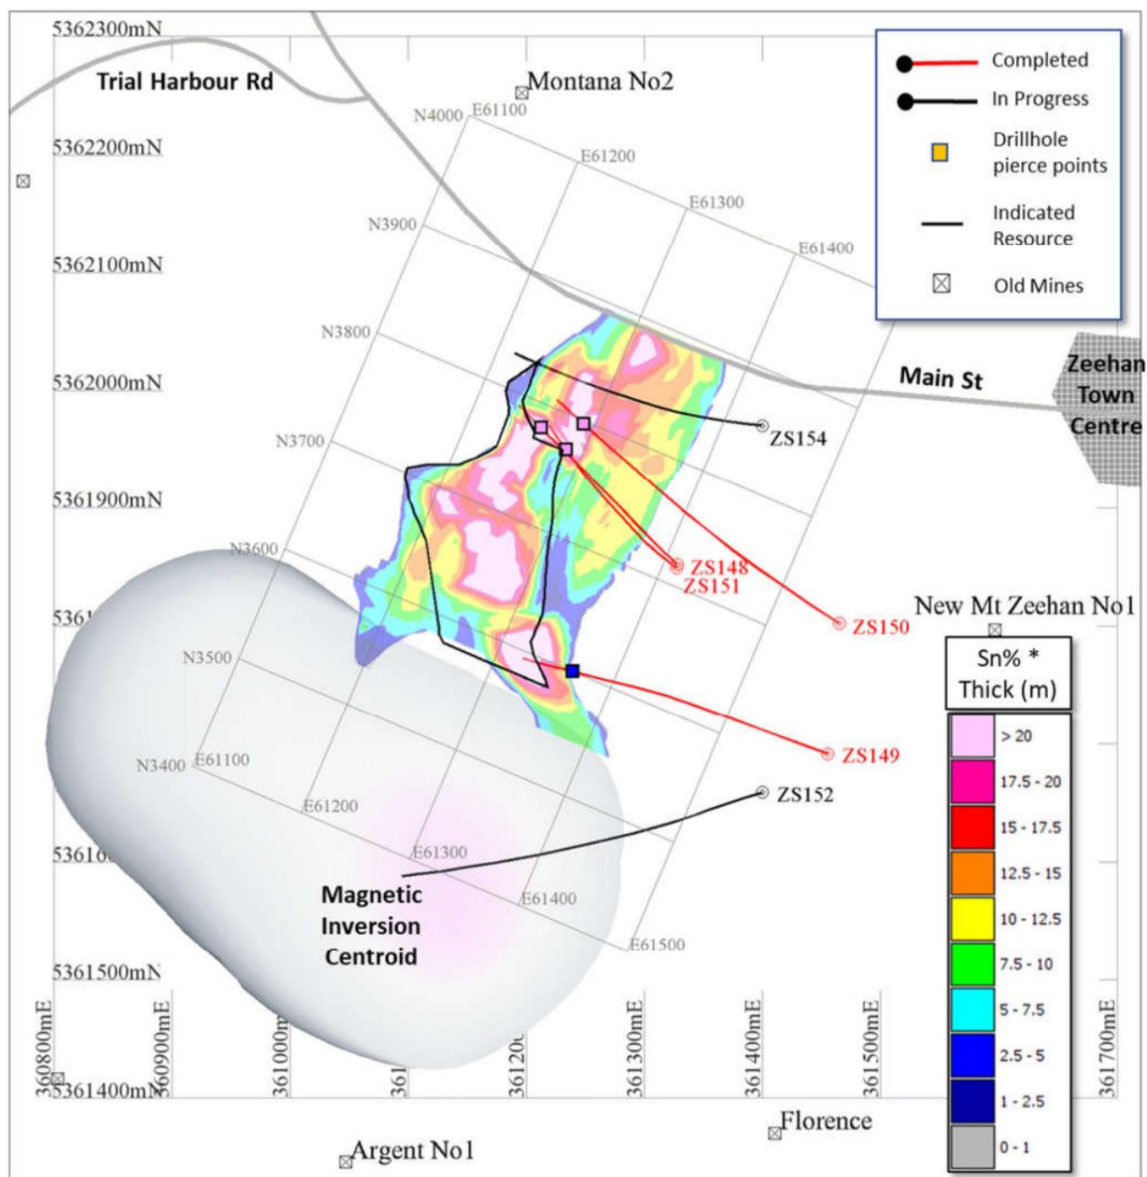 5362300mN
Trial Harbour Rd
Montana No2
N4000
E61100
Completed
In Progress
Drillhole
pierce points
Indicated
Resource
Old Mines
5362200mN
E61200
E61300
N3900
E61400
5362100mN
N3800
5362000mN
Main St
Zeehan
Town
Centre
ZS154
N3700
5361900mN
N3600
ZS148
ZS151
ZS150
New Mt Zeehan No1
N3500
Sn% *
Thick (m)
> 20
17.5 - 20
15 - 17.5
12.5 - 15
10 - 12.5
7.5 - 10
5 - 7.5
2.5 - 5
1 - 2.5
0 - 1
ZS149
N3400
E61100
ZS152
E61200
E61300
E61400
E61500
Magnetic
Inversion
Centroid
5361500mN
5361400mN
360800mE
360900mE
361300mE
361400mE
361500mE
361700mE
Argent No1
Florence